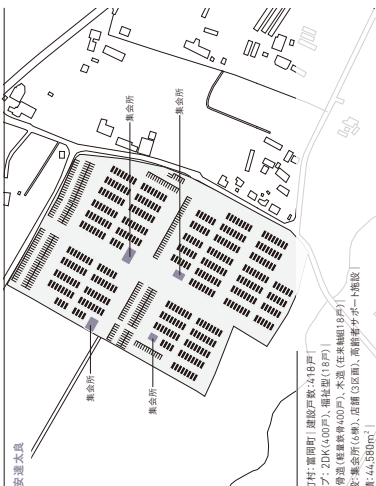 安達太良
集会所
集会所
集会所
集会所
町村: 富岡町 | 建設戸数: 418戸 |
プ: 2DK (400戸)、福祉型 (18戸) |
骨造 (軽量鉄骨400戸)、木造 (在来軸組18戸) |
設: 集会所 (6棟)、店舗 (3区画)、高齢者サポート施設 |
積: 44,580m² |